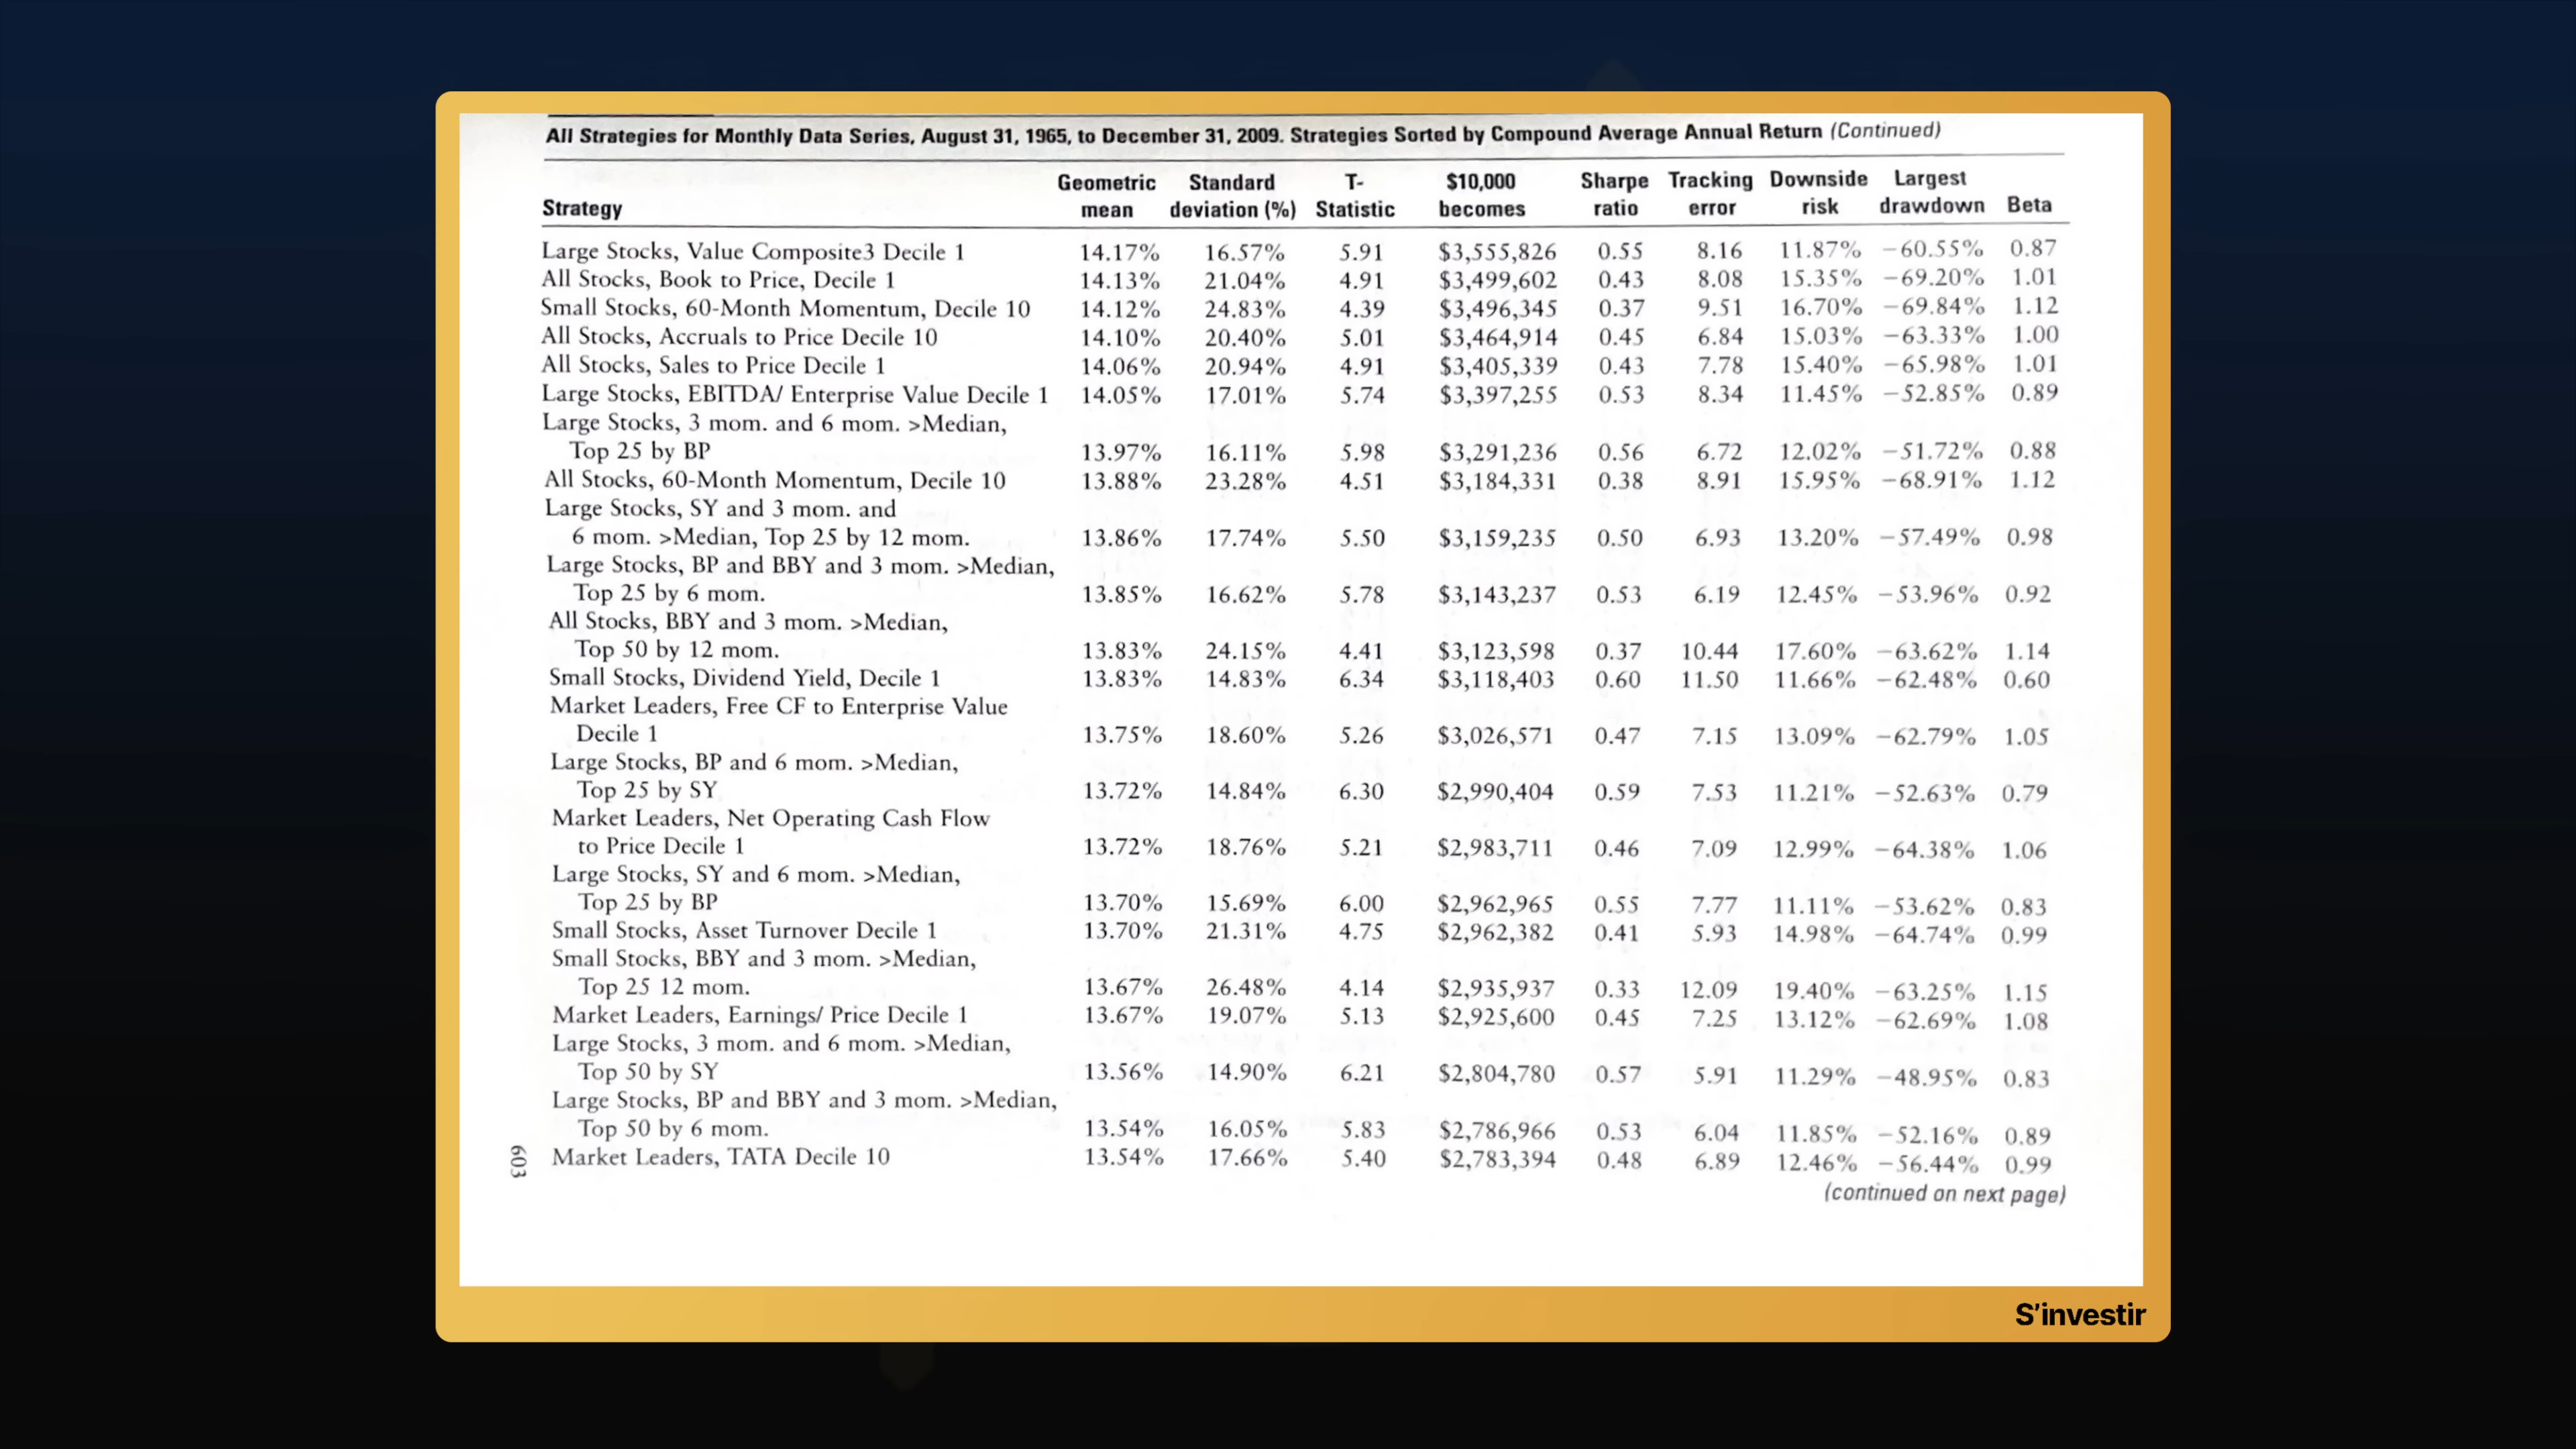 All Strategies for Monthly Data Series, August 31, 1965, to December 31, 2009. Strategies Sorted by Compound Average Annual Return (Continued)
Strategy Geometric mean Standard deviation (%) T-Statistic $10,000 becomes Sharpe ratio Tracking error Downside risk Largest drawdown Beta
Large Stocks, Value Composite3 Decile 1 14.17% 16.57% 5.91 $3,555,826 0.55 8.16 11.87% −60.55% 0.87
All Stocks, Book to Price, Decile 1 14.13% 21.04% 4.91 $3,499,602 0.43 8.08 15.35% −69.20% 1.01
Small Stocks, 60-Month Momentum, Decile 10 14.12% 24.83% 4.39 $3,496,345 0.37 9.51 16.70% −69.84% 1.12
All Stocks, Accruals to Price Decile 10 14.10% 20.40% 5.01 $3,464,914 0.45 6.84 15.03% −63.33% 1.00
All Stocks, Sales to Price Decile 1 14.06% 20.94% 4.91 $3,405,339 0.43 7.78 15.40% −65.98% 1.01
Large Stocks, EBITDA/ Enterprise Value Decile 1 14.05% 17.01% 5.74 $3,397,255 0.53 8.34 11.45% −52.85% 0.89
Large Stocks, 3 mom. and 6 mom. >Median,
Top 25 by BP 13.97% 16.11% 5.98 $3,291,236 0.56 6.72 12.02% −51.72% 0.88
All Stocks, 60-Month Momentum, Decile 10 13.88% 23.28% 4.51 $3,184,331 0.38 8.91 15.95% −68.91% 1.12
Large Stocks, SY and 3 mom. and
6 mom. >Median, Top 25 by 12 mom. 13.86% 17.74% 5.50 $3,159,235 0.50 6.93 13.20% −57.49% 0.98
Large Stocks, BP and BBY and 3 mom. >Median,
Top 25 by 6 mom. 13.85% 16.62% 5.78 $3,143,237 0.53 6.19 12.45% −53.96% 0.92
All Stocks, BBY and 3 mom. >Median,
Top 50 by 12 mom. 13.83% 24.15% 4.41 $3,123,598 0.37 10.44 17.60% −63.62% 1.14
Small Stocks, Dividend Yield, Decile 1 13.83% 14.83% 6.34 $3,118,403 0.60 11.50 11.66% −62.48% 0.60
Market Leaders, Free CF to Enterprise Value
Decile 1 13.75% 18.60% 5.26 $3,026,571 0.47 7.15 13.09% −62.79% 1.05
Large Stocks, BP and 6 mom. >Median,
Top 25 by SY 13.72% 14.84% 6.30 $2,990,404 0.59 7.53 11.21% −52.63% 0.79
Market Leaders, Net Operating Cash Flow
to Price Decile 1 13.72% 18.76% 5.21 $2,983,711 0.46 7.09 12.99% −64.38% 1.06
Large Stocks, SY and 6 mom. >Median,
Top 25 by BP 13.70% 15.69% 6.00 $2,962,965 0.55 7.77 11.11% −53.62% 0.83
Small Stocks, Asset Turnover Decile 1 13.70% 21.31% 4.75 $2,962,382 0.41 5.93 14.98% −64.74% 0.99
Small Stocks, BBY and 3 mom. >Median,
Top 25 12 mom. 13.67% 26.48% 4.14 $2,935,937 0.33 12.09 19.40% −63.25% 1.15
Market Leaders, Earnings/ Price Decile 1 13.67% 19.07% 5.13 $2,925,600 0.45 7.25 13.12% −62.69% 1.08
Large Stocks, 3 mom. and 6 mom. >Median,
Top 50 by SY 13.56% 14.90% 6.21 $2,804,780 0.57 5.91 11.29% −48.95% 0.83
Large Stocks, BP and BBY and 3 mom. >Median,
Top 50 by 6 mom. 13.54% 16.05% 5.83 $2,786,966 0.53 6.04 11.85% −52.16% 0.89
Market Leaders, TATA Decile 10 13.54% 17.66% 5.40 $2,783,394 0.48 6.89 12.46% −56.44% 0.99
(continued on next page)
603
S'investir